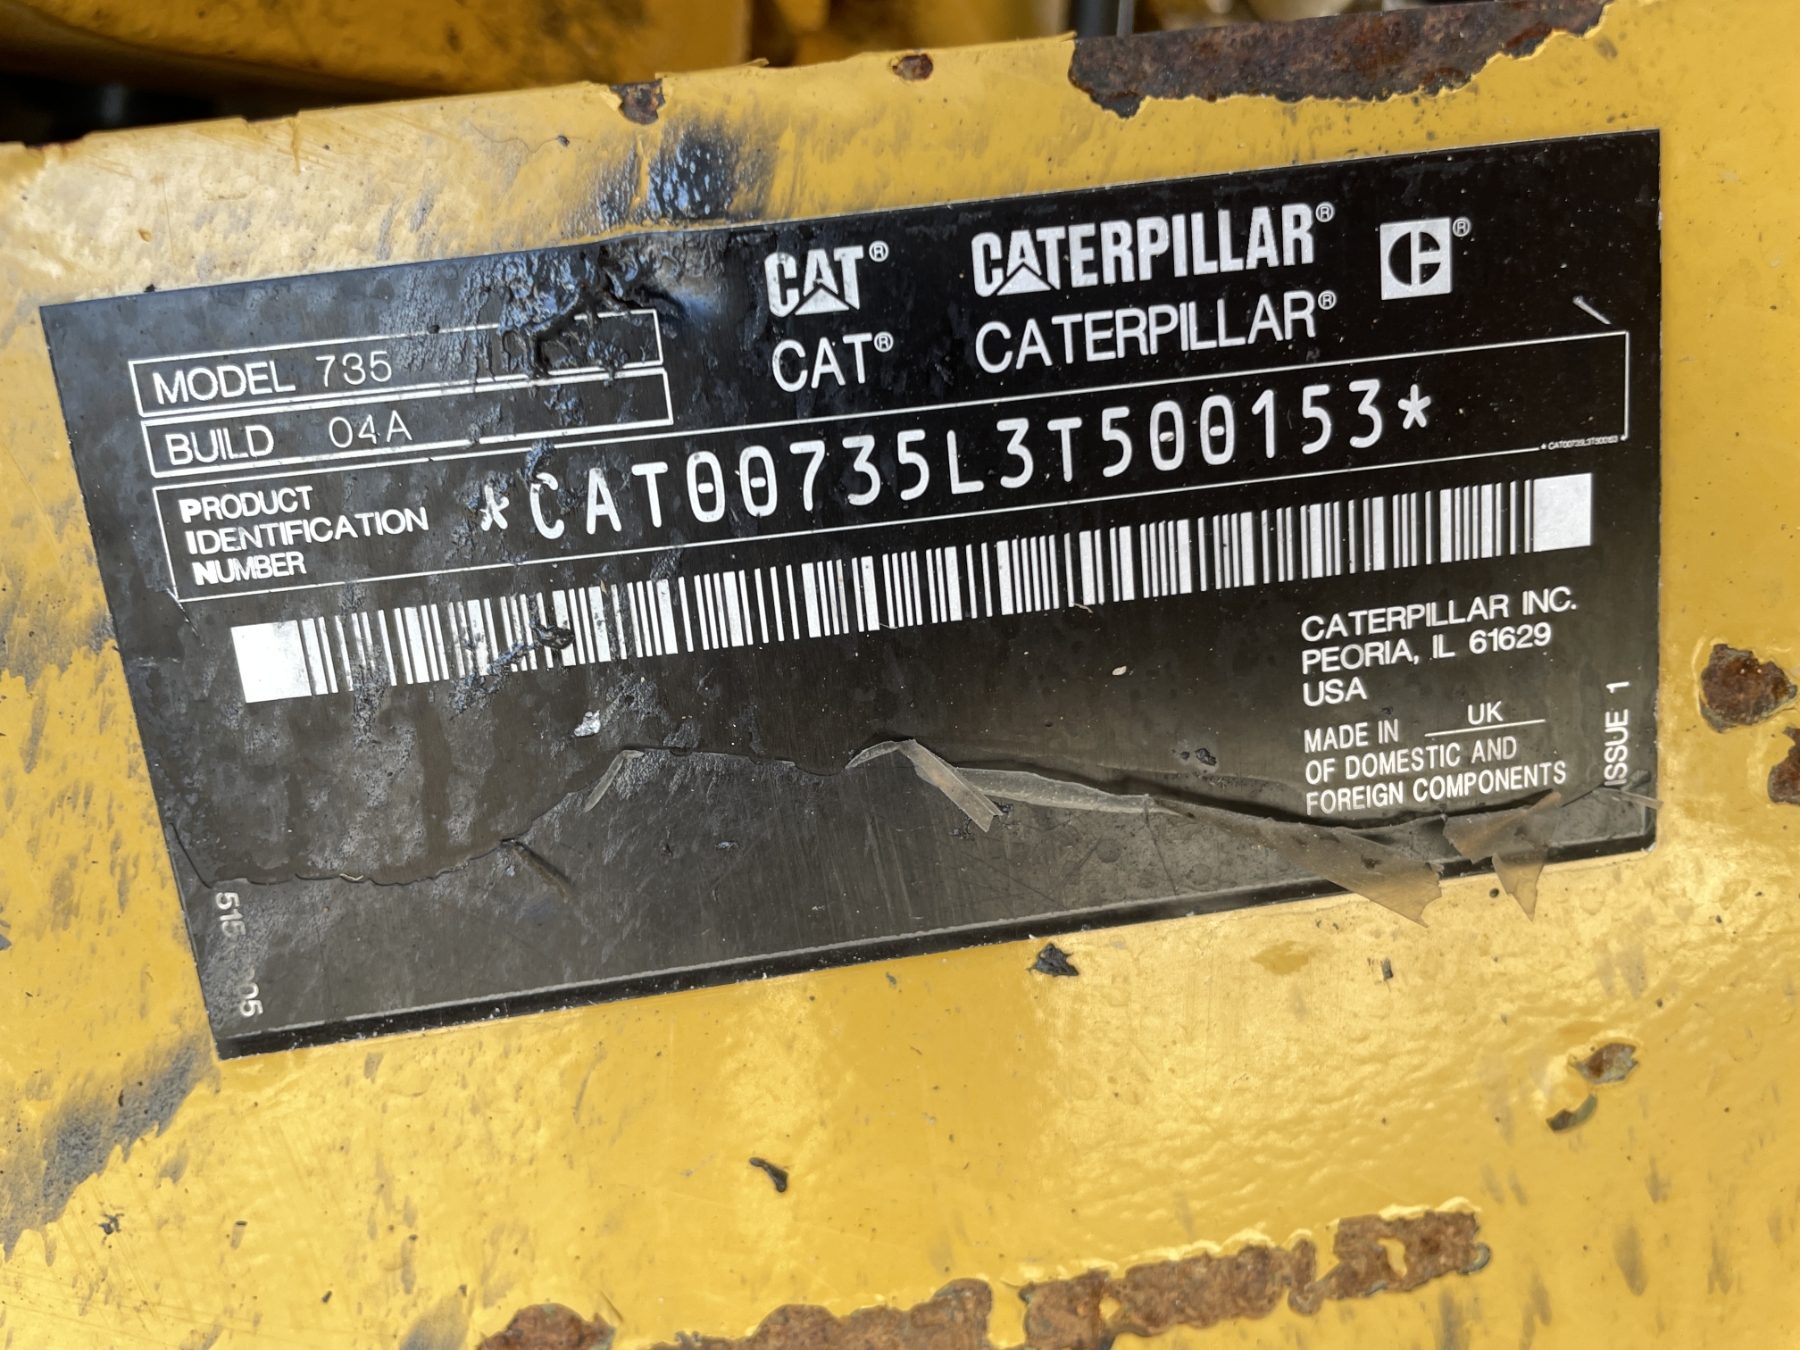 CAT® CATERPILLAR®
CAT® CATERPILLAR®
MODEL 735
BUILD 04A
PRODUCT IDENTIFICATION NUMBER
*CAT00735L3T500153*
*CAT00735L3T500153*
CATERPILLAR INC.
PEORIA, IL 61629
USA
MADE IN UK
OF DOMESTIC AND
FOREIGN COMPONENTS
ISSUE 1